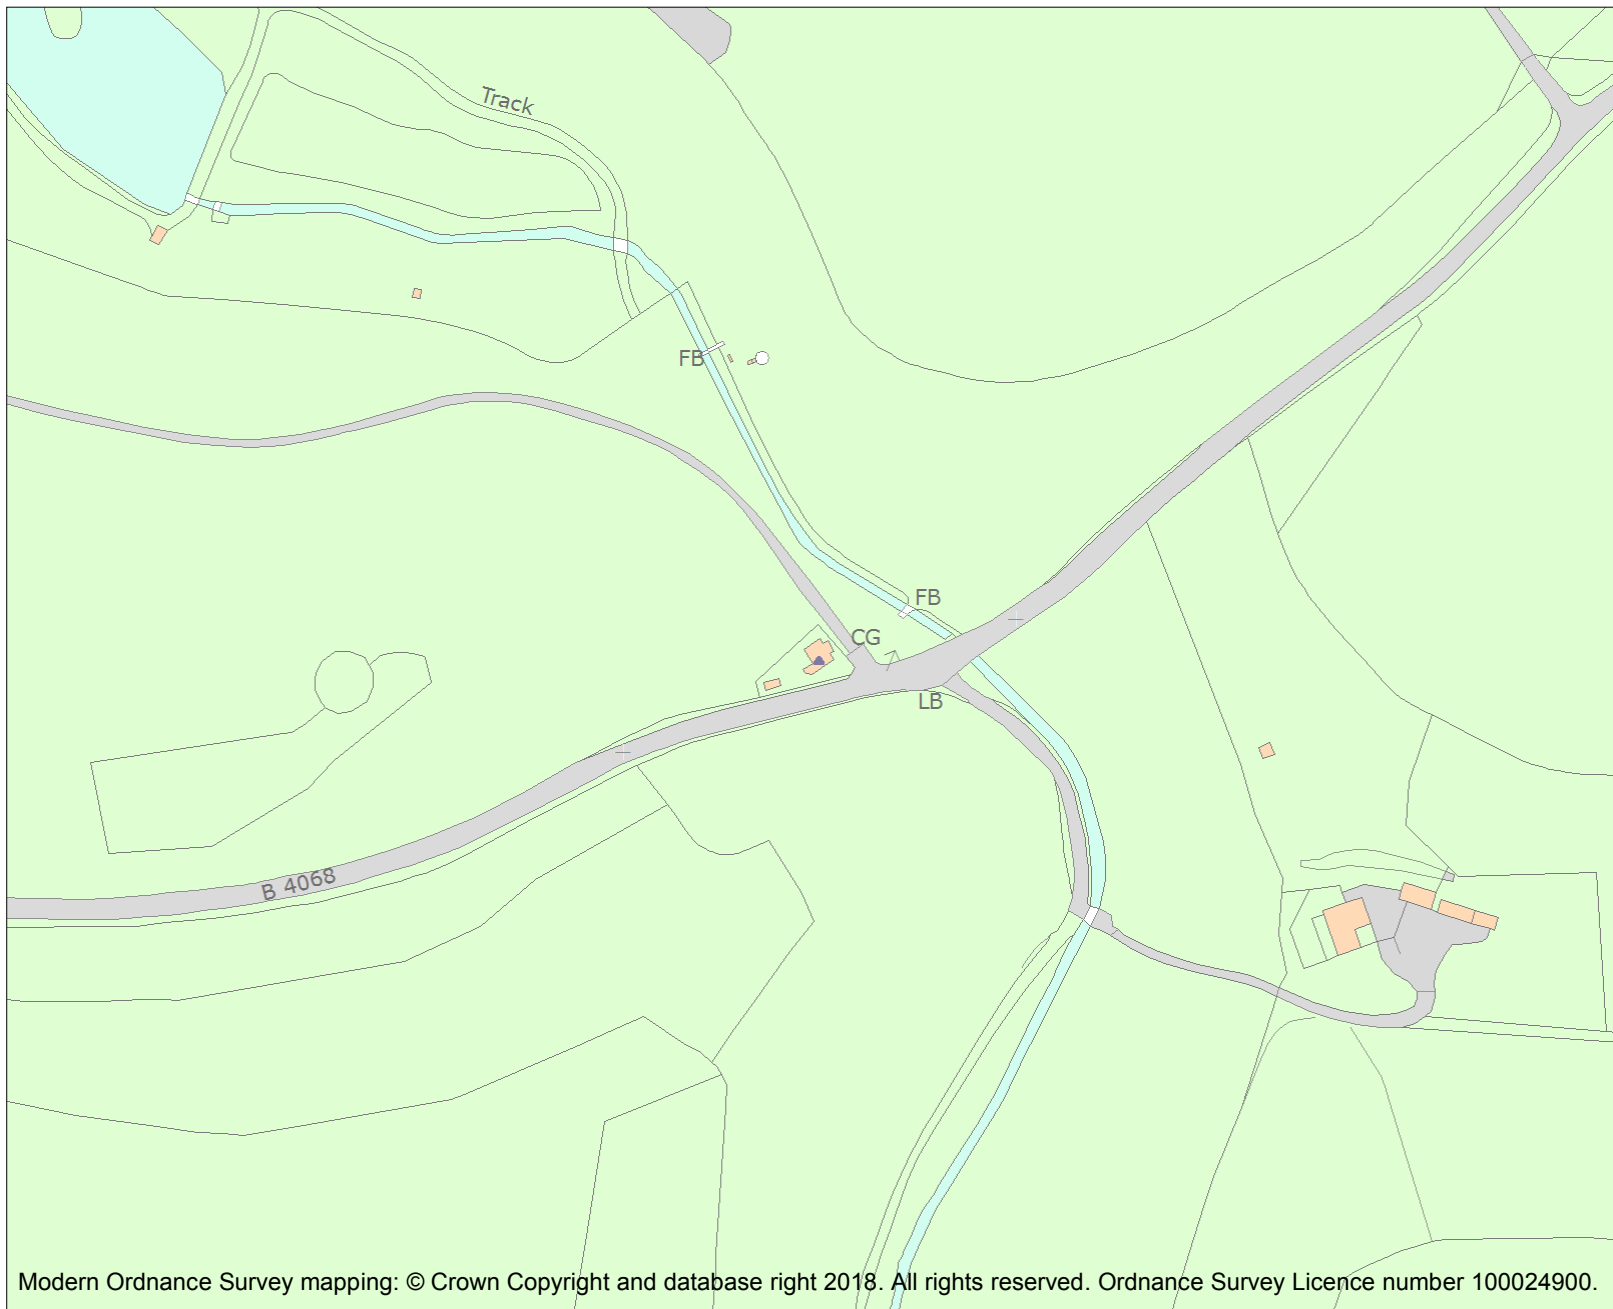 Track
FB
FB
CG
LB
B 4068
Modern Ordnance Survey mapping: © Crown Copyright and database right 2018. All rights reserved. Ordnance Survey Licence number 100024900.